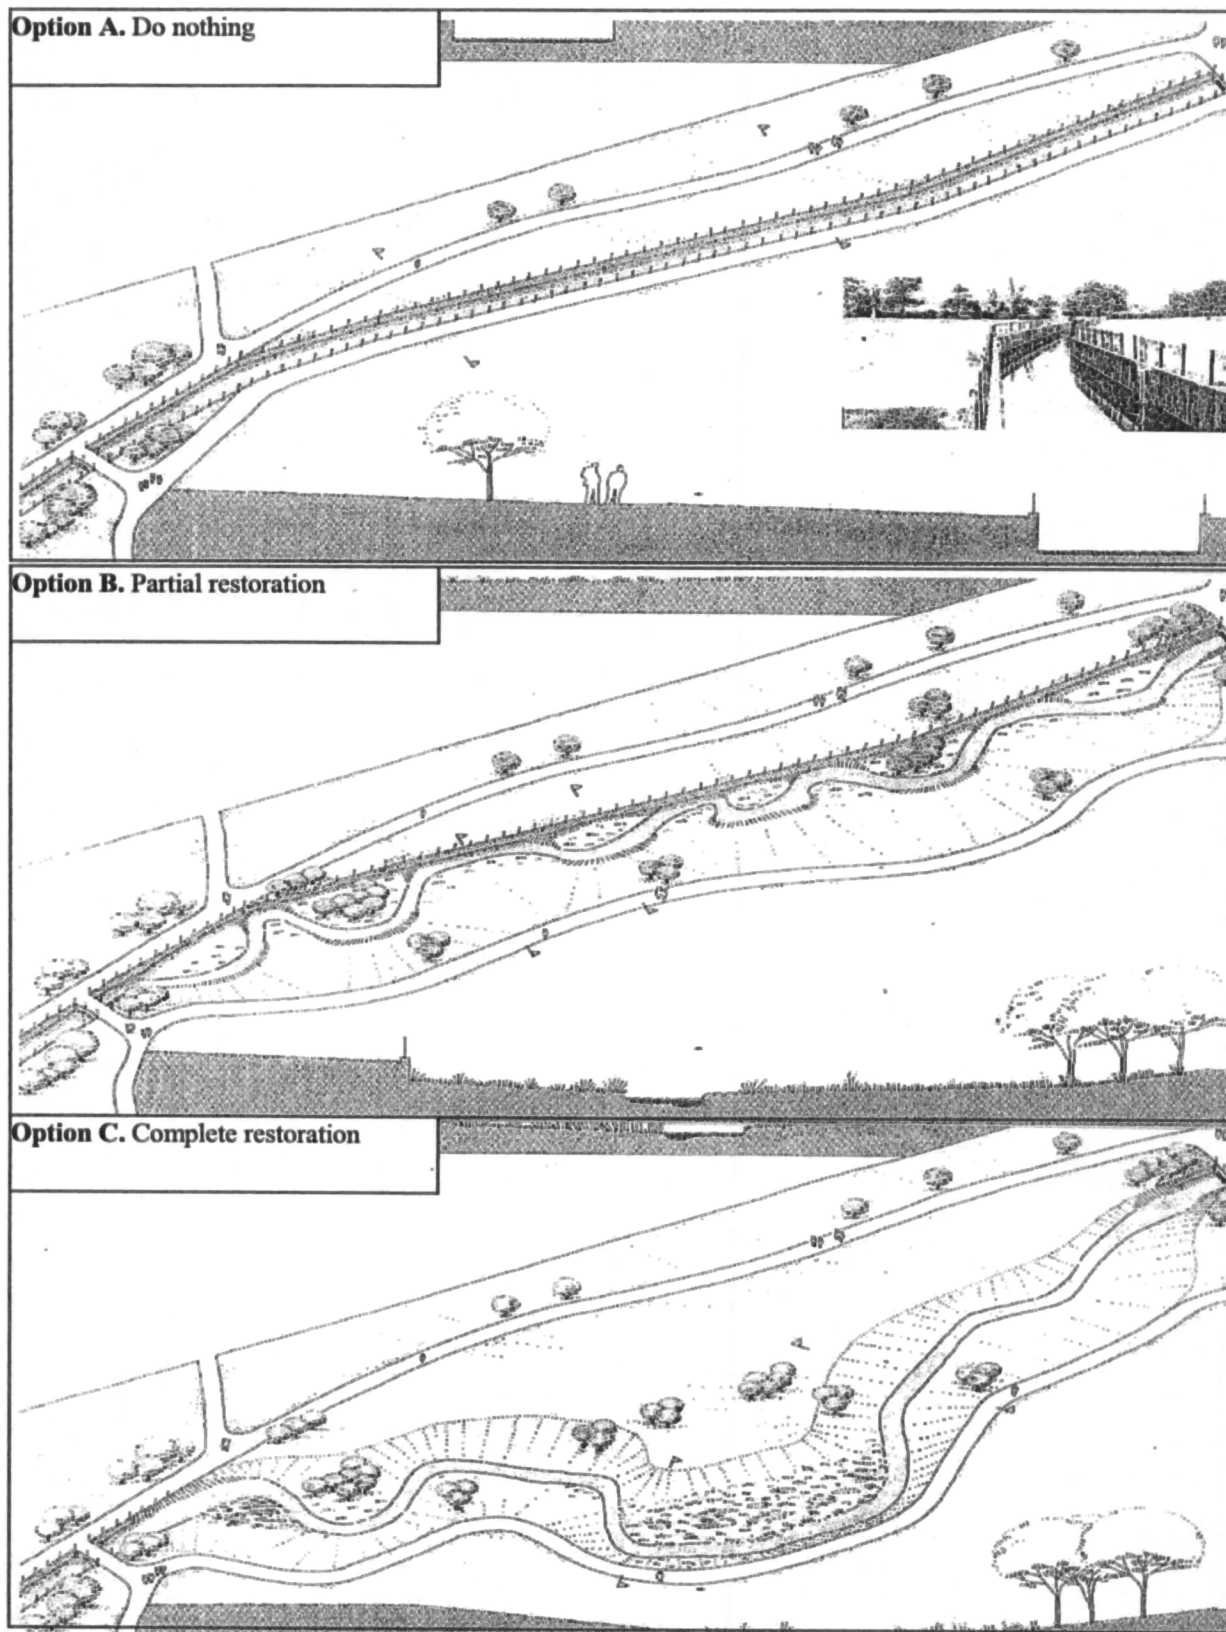 Option A. Do nothing
Option B. Partial restoration
Option C. Complete restoration